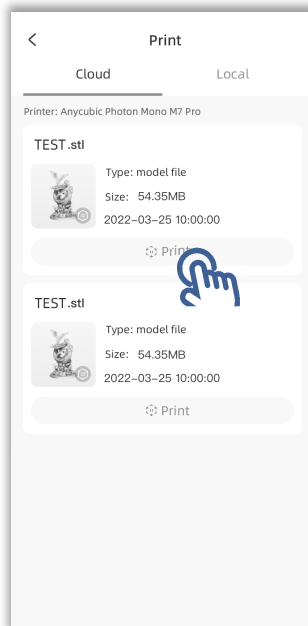 Print
Cloud Local
Printer: Anycubic Photon Mono M7 Pro
TEST.stl
Type: model file
Size: 54.35MB
2022-03-25 10:00:00
Print
TEST.stl
Type: model file
Size: 54.35MB
2022-03-25 10:00:00
Print